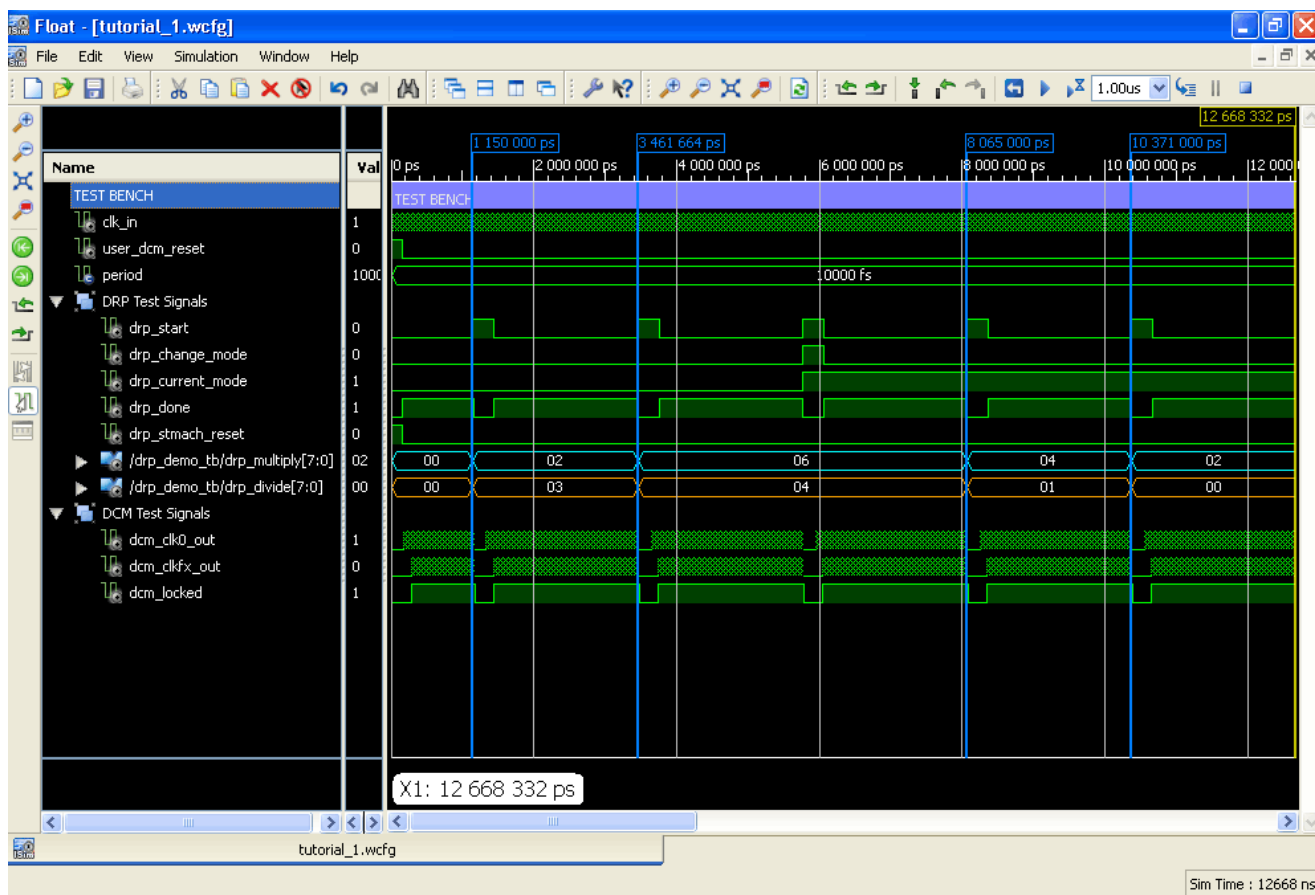 Float - [tutorial_1.wcfg]
File Edit View Simulation Window Help
1.00us
12 668 332 ps
1 150 000 ps 3 461 664 ps 8 065 000 ps 10 371 000 ps
Name Val 0 ps 2 000 000 ps 4 000 000 ps 6 000 000 ps 8 000 000 ps 10 000 000 ps 12 000
TEST BENCH TEST BENCH
clk_in 1
user_dcm_reset 0
period 1000 10000 fs
DRP Test Signals
drp_start 0
drp_change_mode 0
drp_current_mode 1
drp_done 1
drp_stmach_reset 0
/drp_demo_tb/drp_multiply[7:0] 02 00 02 06 04 02
/drp_demo_tb/drp_divide[7:0] 00 00 03 04 01 00
DCM Test Signals
dcm_clk0_out 1
dcm_clkfx_out 0
dcm_locked 1
X1: 12 668 332 ps
tutorial_1.wcfg
Sim Time : 12668 ns